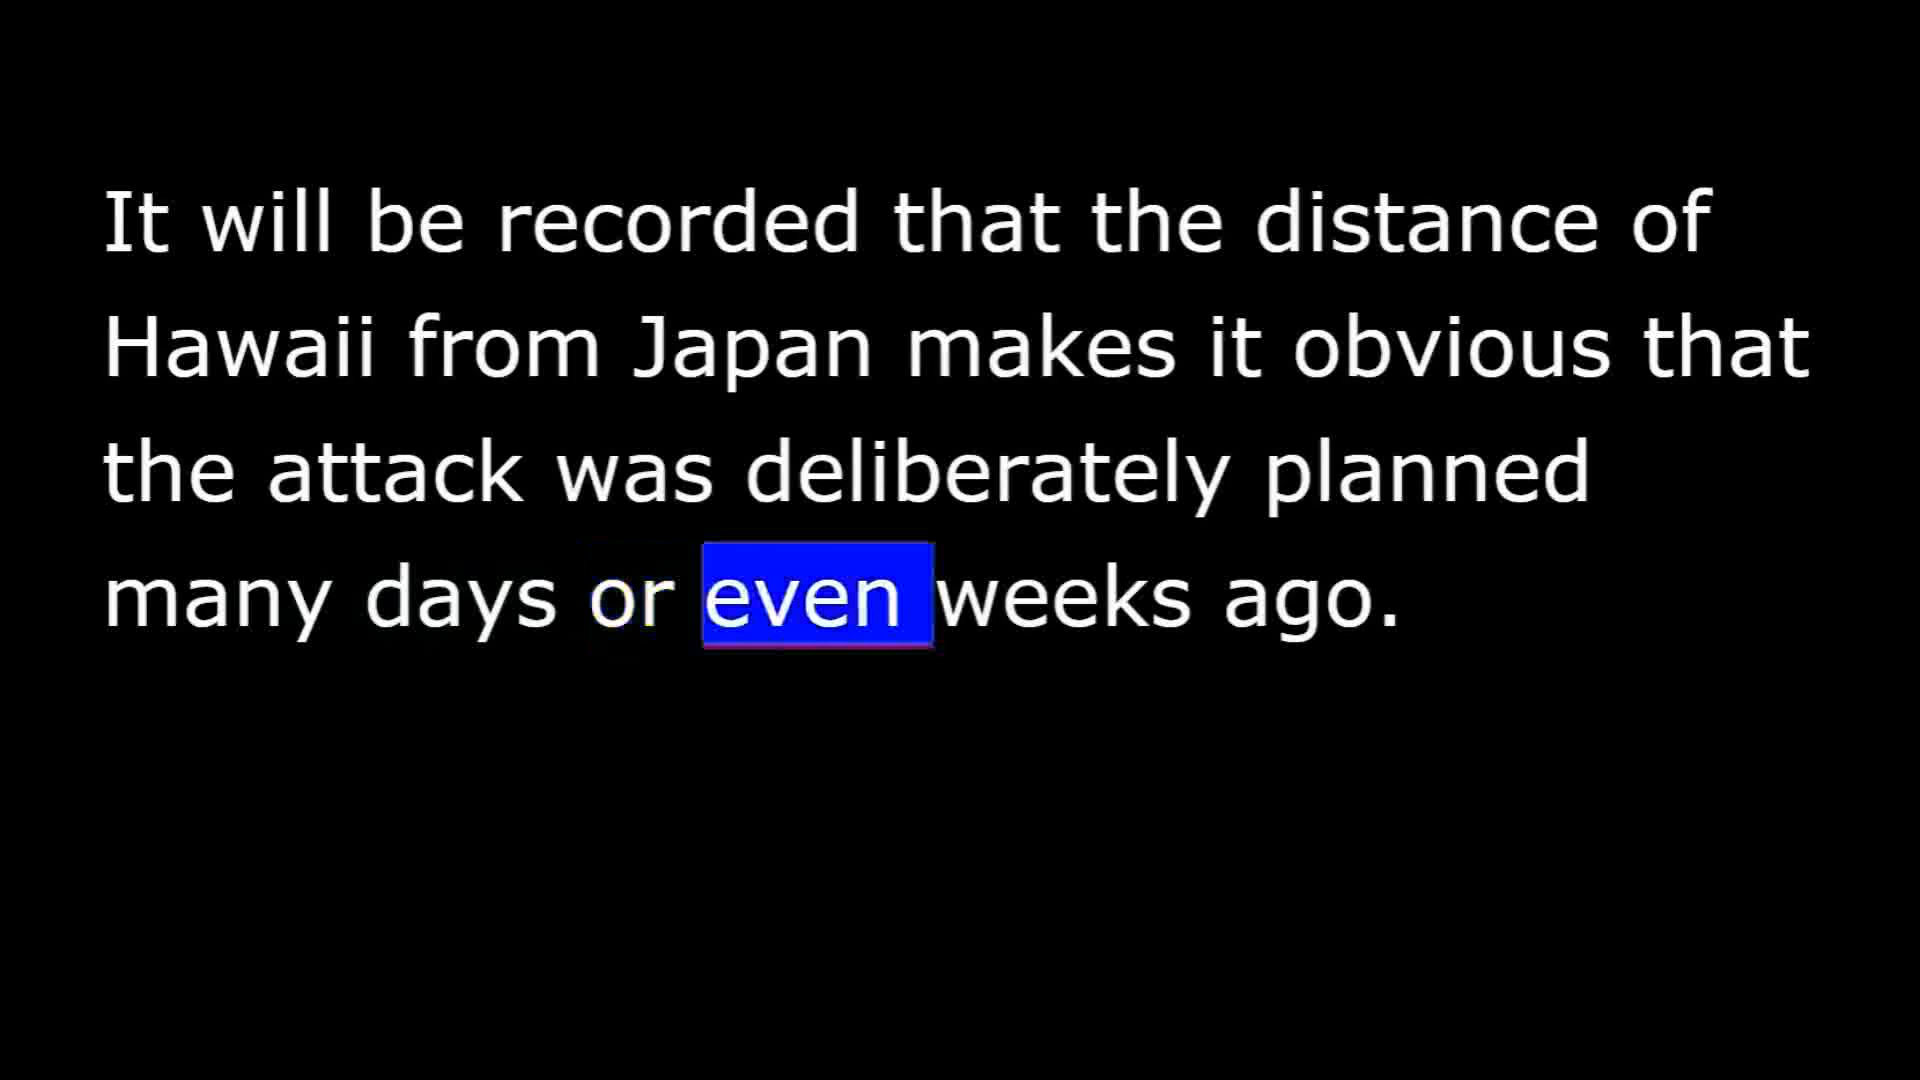 It will be recorded that the distance of
Hawaii from Japan makes it obvious that
the attack was deliberately planned
many days or even weeks ago.